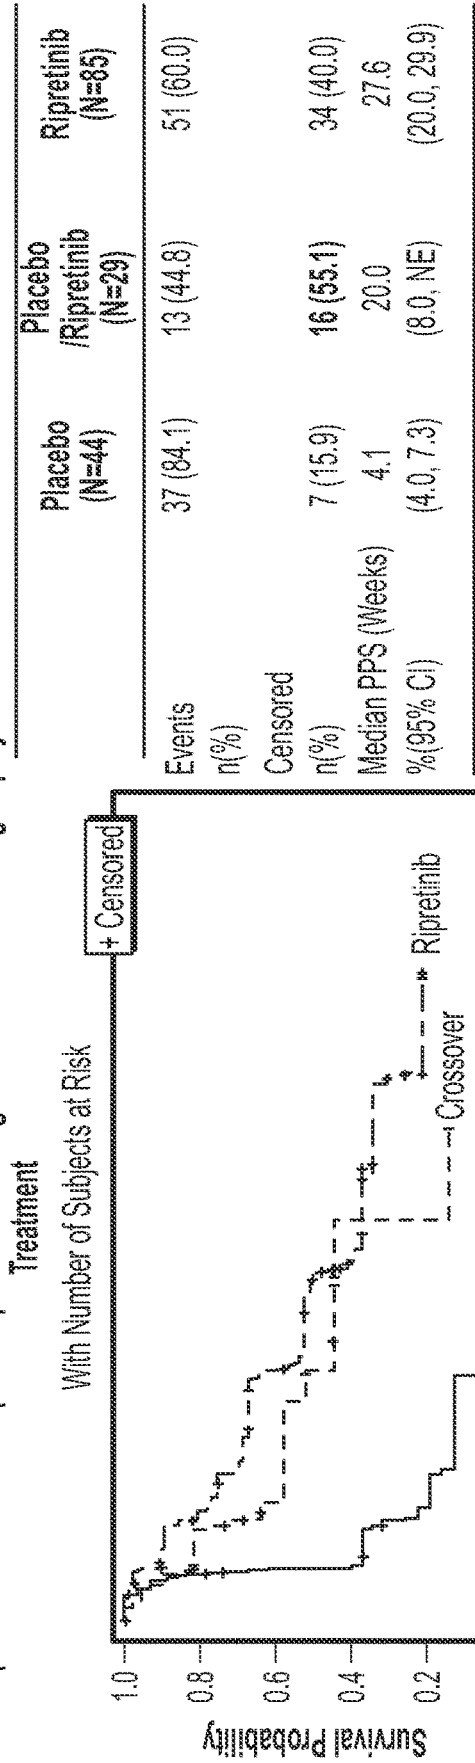 Treatment
With Number of Subjects at Risk
+ Censored
Survival Probability
1.0
0.8
0.6
0.4
0.2
Ripretinib
Crossover
Placebo (N=44)
Placebo /Ripretinib (N=29)
Ripretinib (N=85)
Events
n(%) 37 (84.1) 13 (44.8) 51 (60.0)
Censored
n(%) 7 (15.9) 16 (55.1) 34 (40.0)
Median PPS (Weeks) 4.1 20.0 27.6
%(95% CI) (4.0, 7.3) (8.0, NE) (20.0, 29.9)